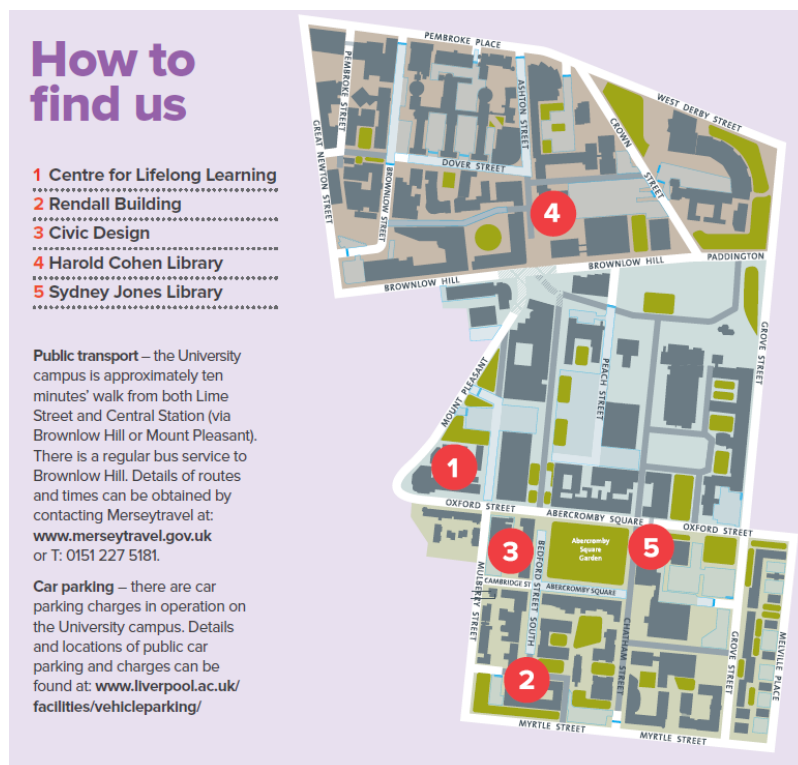 How to
find us
1 Centre for Lifelong Learning
2 Rendall Building
3 Civic Design
4 Harold Cohen Library
5 Sydney Jones Library
Public transport – the University
campus is approximately ten
minutes' walk from both Lime
Street and Central Station (via
Brownlow Hill or Mount Pleasant).
There is a regular bus service to
Brownlow Hill. Details of routes
and times can be obtained by
contacting Merseytravel at:
www.merseytravel.gov.uk
or T: 0151 227 5181.
Car parking – there are car
parking charges in operation on
the University campus. Details
and locations of public car
parking and charges can be
found at: www.liverpool.ac.uk/
facilities/vehicleparking/
PEMBROKE PLACE
PEMBROKE STREET
GREAT NEWTON STREET
ASHTON STREET
WEST DERBY STREET
CROWN
STREET
DOVER STREET
BROWNLOW STREET
4
PADDINGTON
BROWNLOW HILL
BROWNLOW HILL
GROVE STREET
PEACH STREET
MOUNT PLEASANT
1
OXFORD STREET
ABERCROMBY SQUARE
OXFORD STREET
3
BEDFORD STREET SOUTH
Abercromby
Square
Garden
5
MULBERRY STREET
CAMBRIDGE ST
ABERCROMBY SQUARE
CHATHAM STREET
GROVE STREET
MELVILLE PLACE
2
MYRTLE STREET
MYRTLE STREET